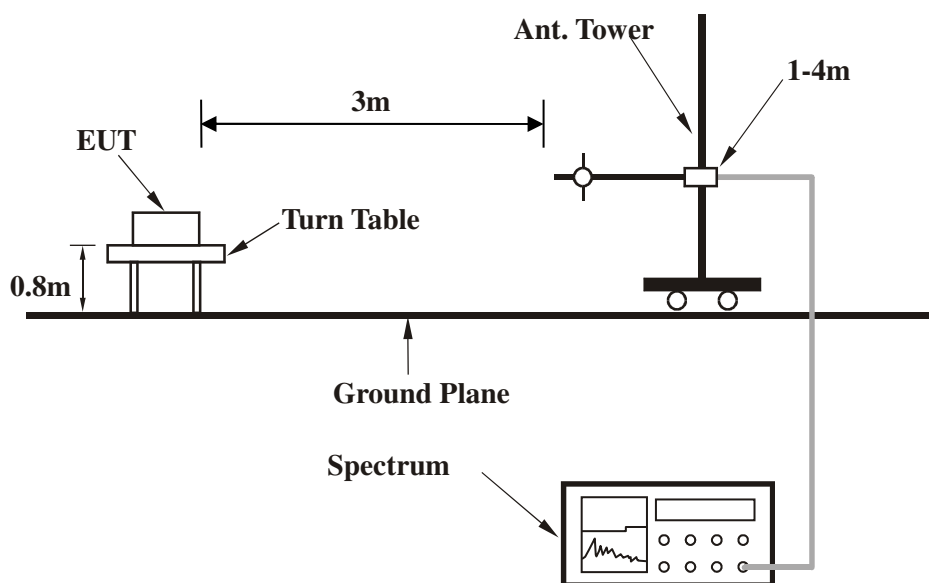 Ant. Tower
1-4m
3m
EUT
Turn Table
0.8m
Ground Plane
Spectrum